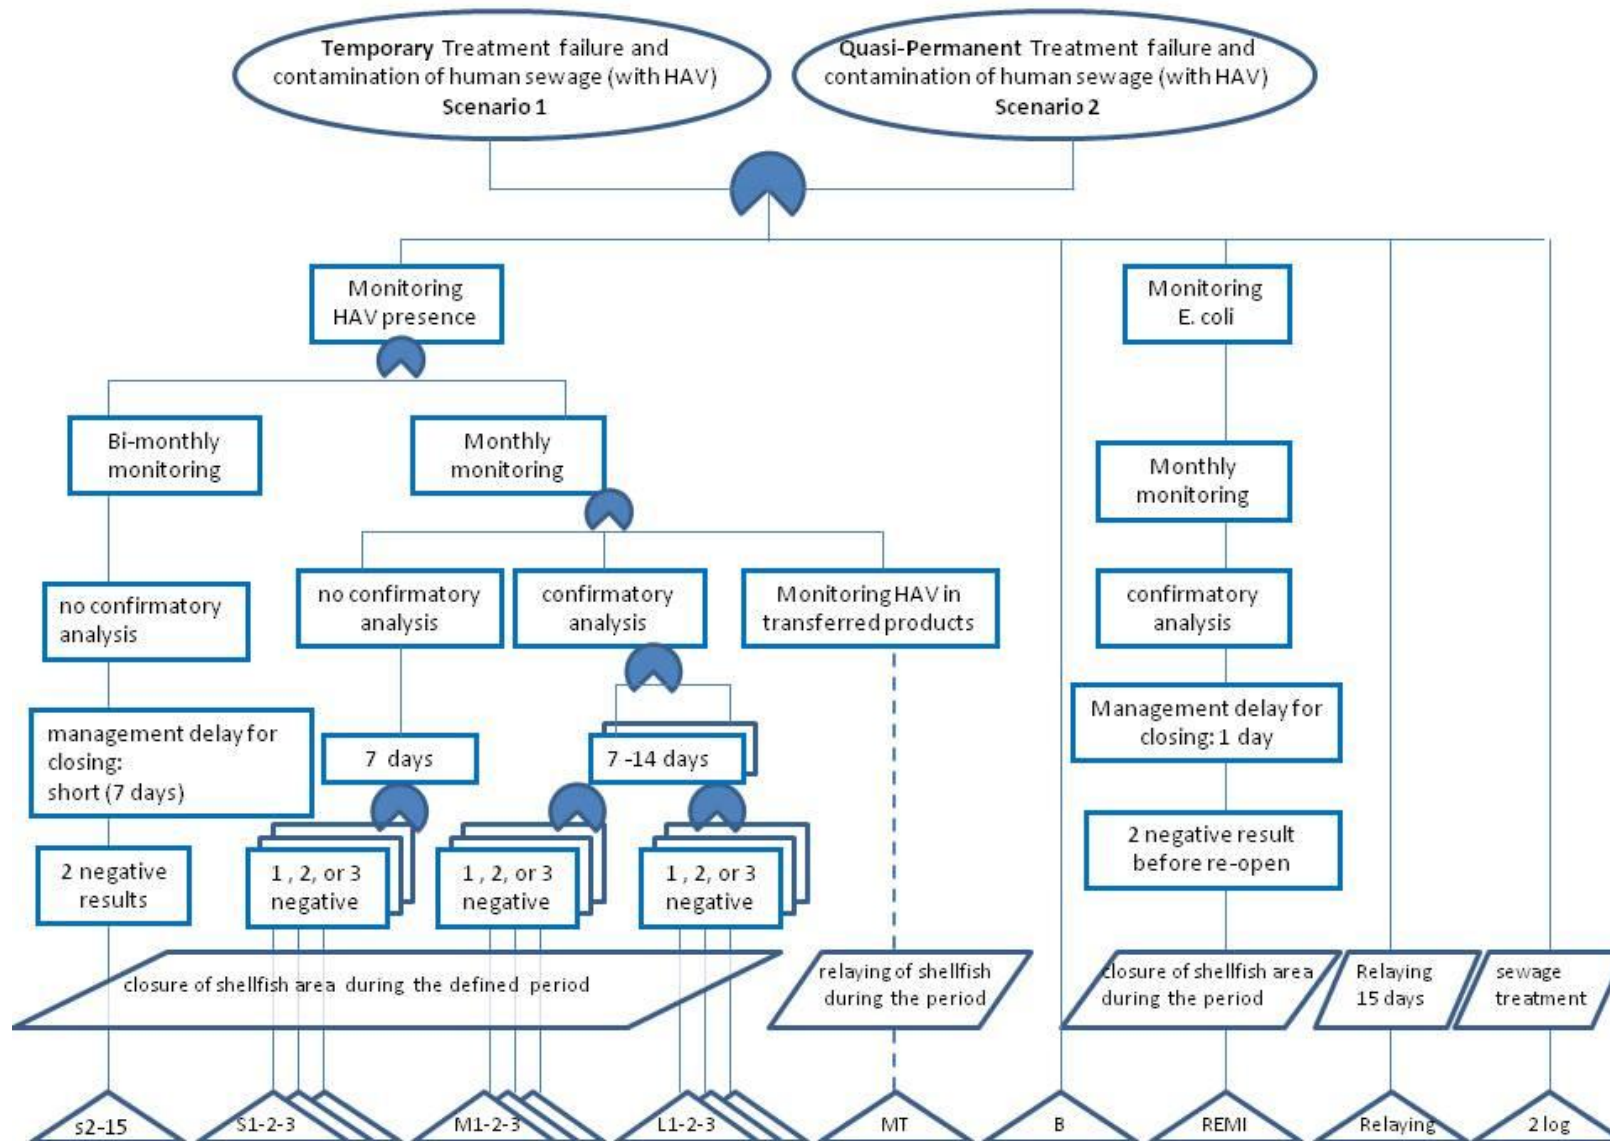 Temporary Treatment failure and
contamination of human sewage (with HAV)
Scenario 1
Quasi-Permanent Treatment failure and
contamination of human sewage (with HAV)
Scenario 2
Monitoring
HAV presence
Monitoring
E. coli
Bi-monthly
monitoring
Monthly
monitoring
Monthly
monitoring
no confirmatory
analysis
no confirmatory
analysis
confirmatory
analysis
Monitoring HAV in
transferred products
confirmatory
analysis
management delay for
closing:
short (7 days)
7 days
7 -14 days
Management delay for
closing: 1 day
2 negative
results
1 , 2, or 3
negative
1 , 2, or 3
negative
1 , 2, or 3
negative
2 negative result
before re-open
closure of shellfish area during the defined period
relaying of shellfish
during the period
closure of shellfish area
during the period
Relaying
15 days
sewage
treatment
s2-15
S1-2-3
M1-2-3
L1-2-3
MT
B
REMI
Relaying
2 log